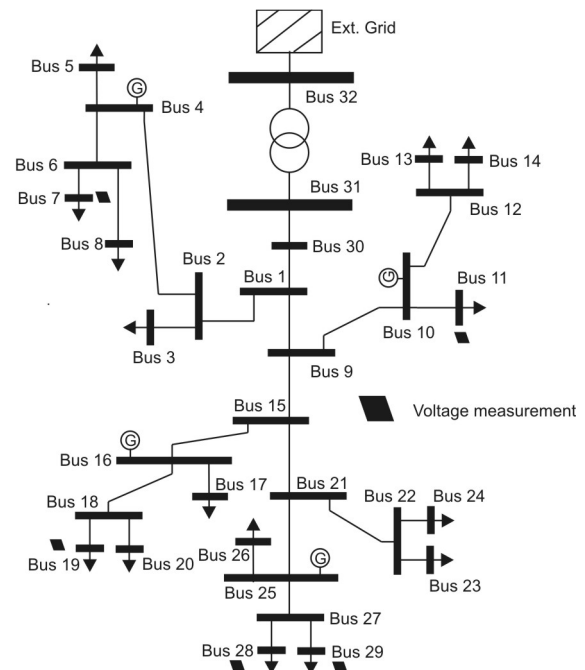 Ext. Grid
Bus 5
G
Bus 4
Bus 32
Bus 13
Bus 14
Bus 6
Bus 31
Bus 7
Bus 12
Bus 8
Bus 30
Bus 2
Bus 1
G
Bus 11
Bus 10
Bus 3
Bus 9
Bus 15
Voltage measurement
G
Bus 16
Bus 17
Bus 21
Bus 22
Bus 24
Bus 18
Bus 26
G
Bus 19
Bus 20
Bus 23
Bus 25
Bus 27
Bus 28
Bus 29